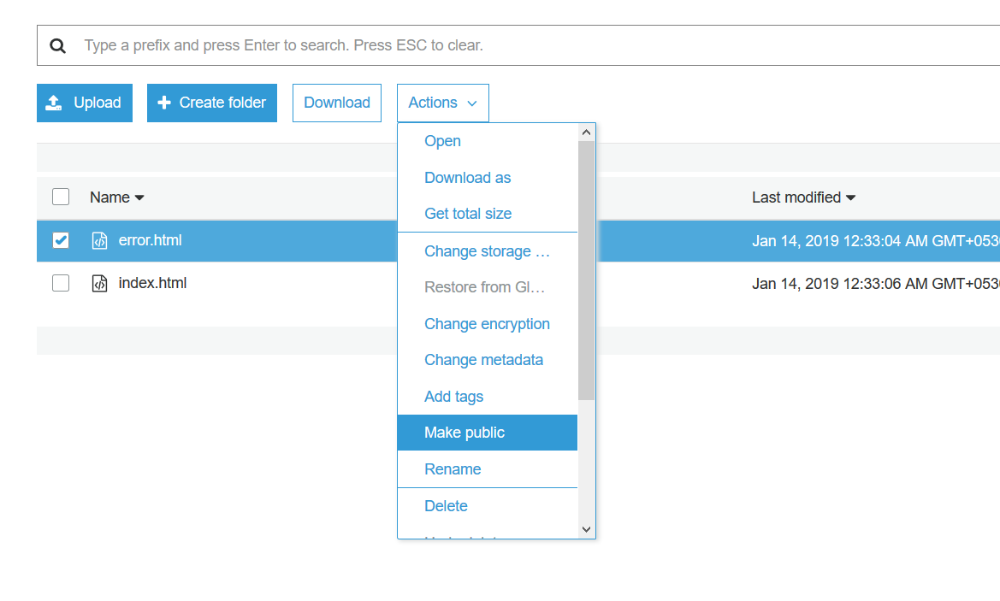 Type a prefix and press Enter to search. Press ESC to clear.
Upload
Create folder
Download
Actions
Open
Download as
Get total size
Change storage …
Restore from Gl…
Change encryption
Change metadata
Add tags
Make public
Rename
Delete
Name
Last modified
error.html
Jan 14, 2019 12:33:04 AM GMT+053
index.html
Jan 14, 2019 12:33:06 AM GMT+053